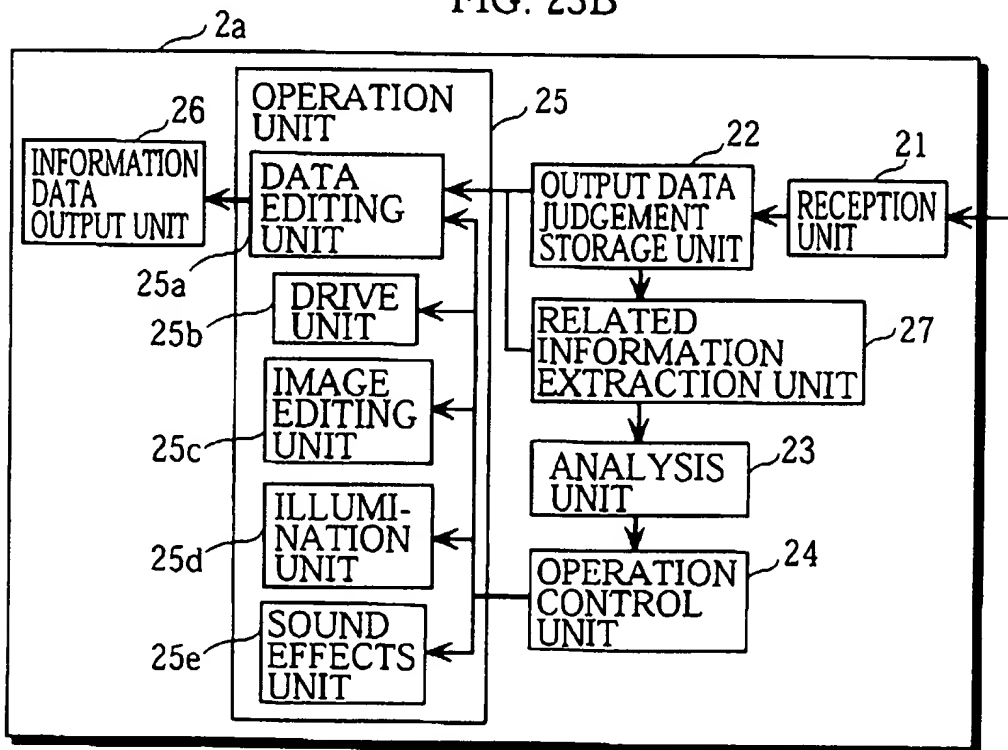 FIG.
2a
26
INFORMATION
DATA
OUTPUT UNIT
OPERATION
UNIT
25
DATA
EDITING
UNIT
25a
DRIVE
UNIT
25b
IMAGE
EDITING
UNIT
25c
ILLUMI-
NATION
UNIT
25d
SOUND
EFFECTS
UNIT
25e
22
OUTPUT DATA
JUDGEMENT
STORAGE UNIT
21
RECEPTION
UNIT
RELATED
INFORMATION
EXTRACTION UNIT
27
ANALYSIS
UNIT
23
OPERATION
CONTROL
UNIT
24